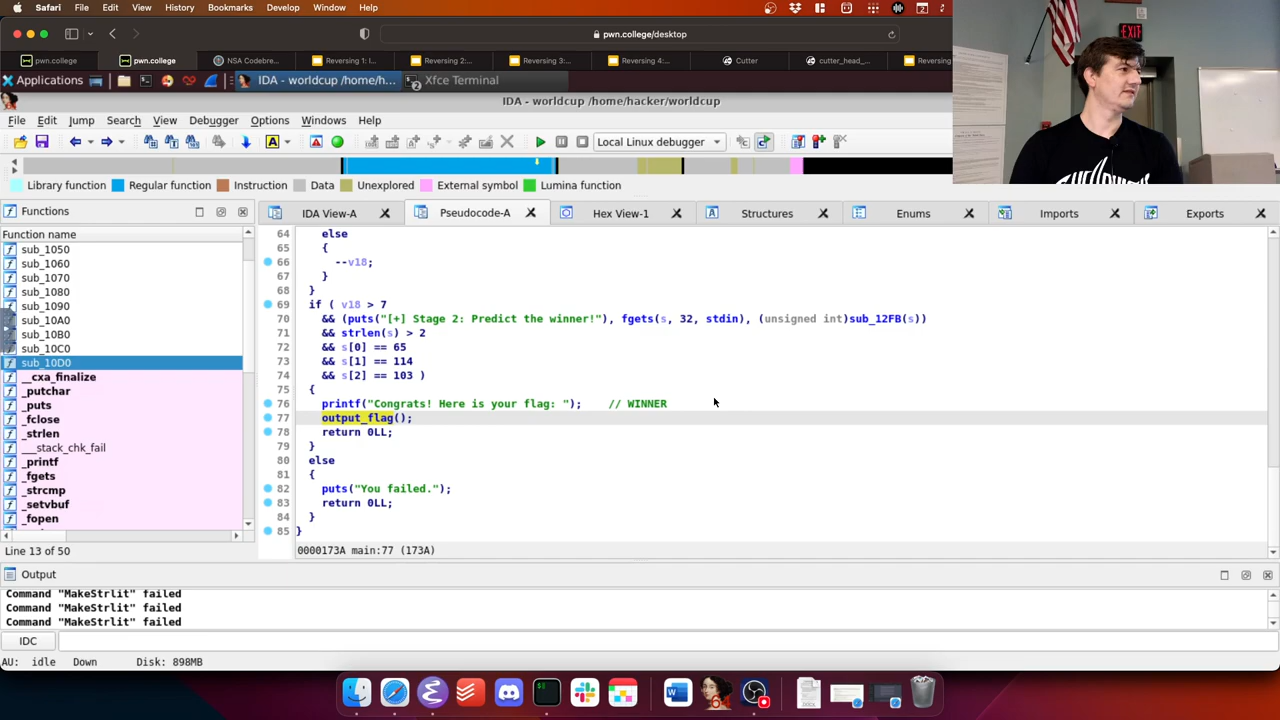 Safari File Edit View History Bookmarks Develop Window Help
pwn.college/desktop
pwn.college
pwn.college
NSA Codebre...
Reversing 1: I...
Reversing 2:...
Reversing 3:...
Reversing 4:...
Cutter
cutter_head_...
Reversing
Applications
IDA - worldcup /home/h...
Xfce Terminal
IDA - worldcup /home/hacker/worldcup
EXIT
File Edit Jump Search View Debugger Options Windows Help
Local Linux debugger
Library function Regular function Instruction Data Unexplored External symbol Lumina function
Functions
IDA View-A
Pseudocode-A
Hex View-1
Structures
Enums
Imports
Exports
Function name
sub_1050
sub_1060
sub_1070
sub_1080
sub_1090
sub_10A0
sub_10B0
sub_10C0
sub_10D0
__cxa_finalize
_putchar
_puts
_fclose
_strlen
___stack_chk_fail
_printf
_fgets
_strcmp
_setvbuf
_fopen
Line 13 of 50
64 else
65 {
66 --v18;
67 }
68 }
69 if ( v18 > 7
70 && (puts("[+] Stage 2: Predict the winner!"), fgets(s, 32, stdin), (unsigned int)sub_12FB(s))
71 && strlen(s) > 2
72 && s[0] == 65
73 && s[1] == 114
74 && s[2] == 103 )
75 {
76 printf("Congrats! Here is your flag: "); // WINNER
77 output_flag();
78 return 0LL;
79 }
80 else
81 {
82 puts("You failed.");
83 return 0LL;
84 }
85 }
0000173A main:77 (173A)
Output
Command "MakeStrlit" failed
Command "MakeStrlit" failed
Command "MakeStrlit" failed
IDC
AU: idle Down Disk: 898MB